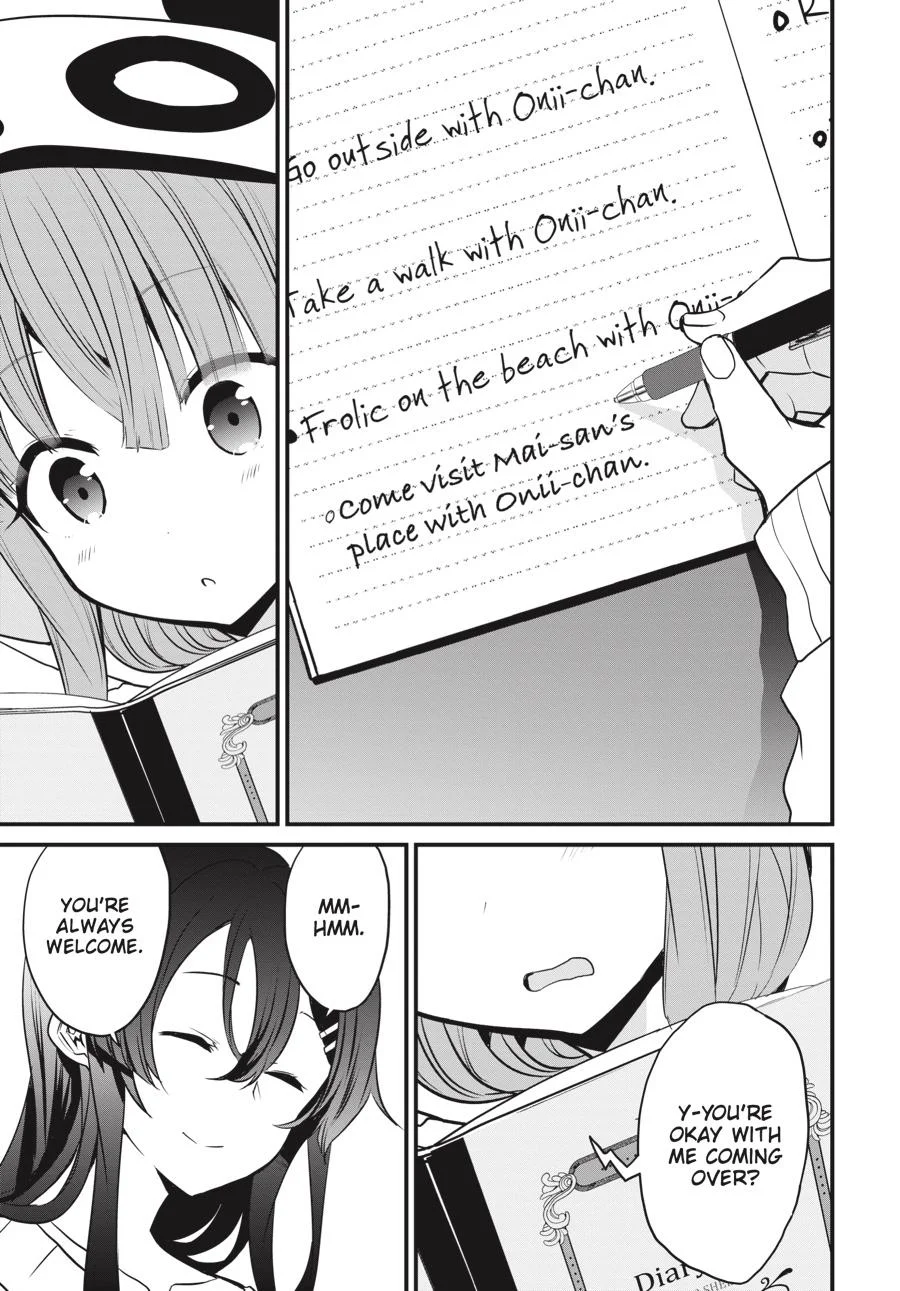 Go outside with Onii-chan.
Take a walk with Onii-chan.
Frolic on the beach with
Come visit Mai-san's
place with Onii-chan.
Y-YOU'RE
OKAY WITH
ME COMING
OVER?
MM-
HMM.
YOU'RE
ALWAYS
WELCOME.
Diary